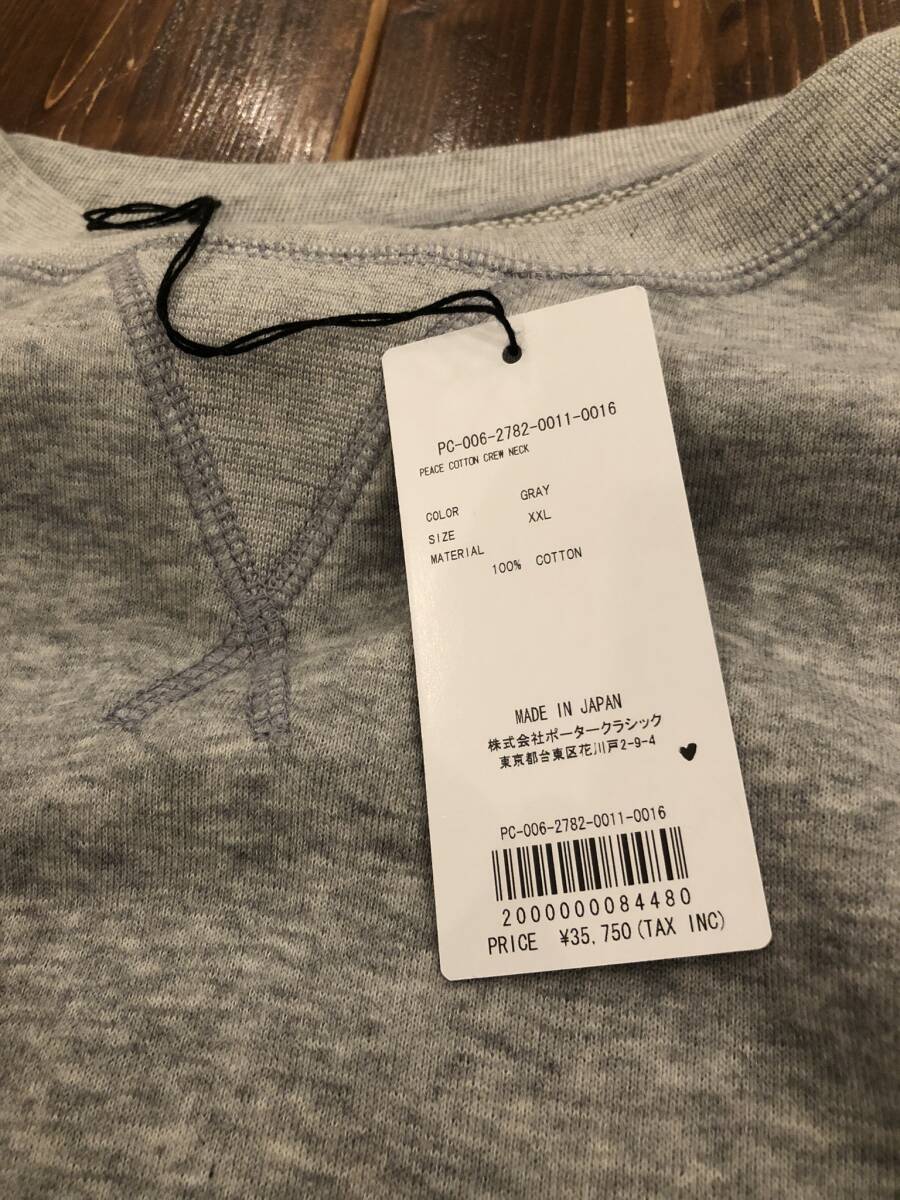 PC-006-2782-0011-0016
PEACE COTTON CREW NECK
COLOR GRAY
SIZE XXL
MATERIAL
100% COTTON
MADE IN JAPAN
株式会社ポータークラシック
東京都台東区花川戸2-9-4
PC-006-2782-0011-0016
2000000084480
PRICE ¥35,750(TAX INC)